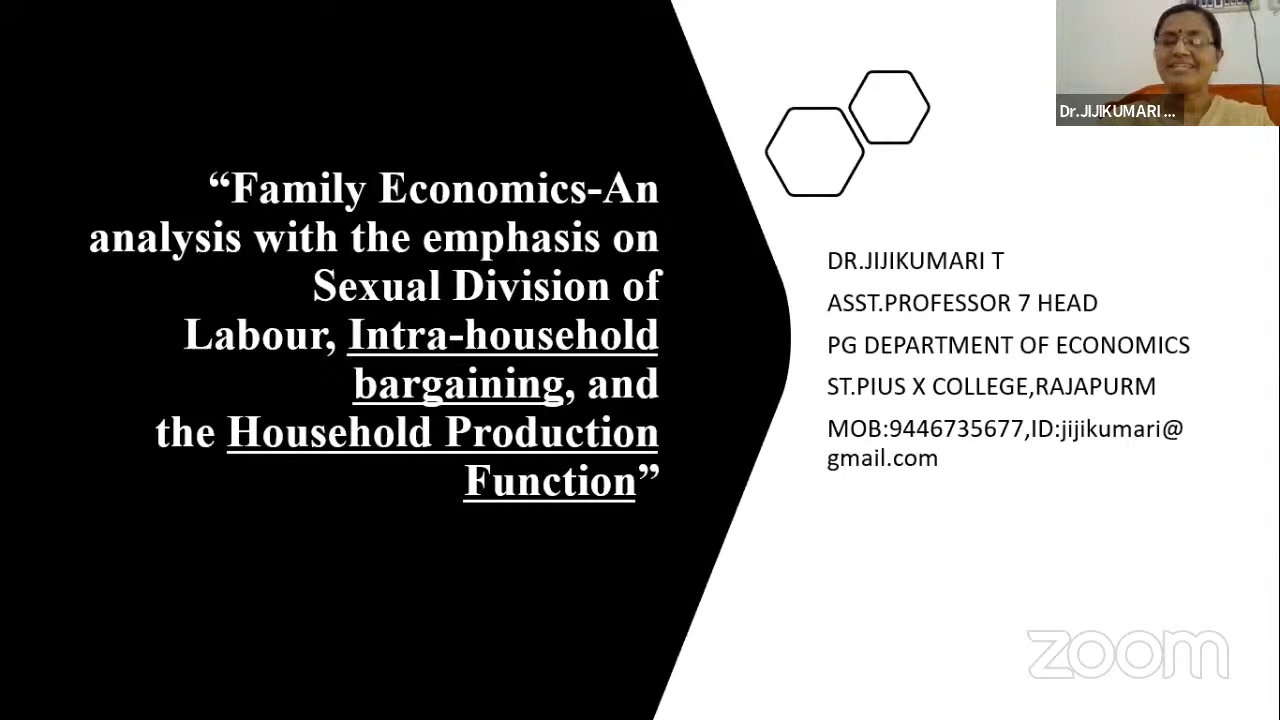 “Family Economics-An
analysis with the emphasis on
Sexual Division of
Labour, Intra-household
bargaining, and
the Household Production
Function”
DR.JIJIKUMARI T
ASST.PROFESSOR 7 HEAD
PG DEPARTMENT OF ECONOMICS
ST.PIUS X COLLEGE,RAJAPURM
MOB:9446735677,ID:jijikumari@
gmail.com
Dr.JIJIKUMARI ...
zoom